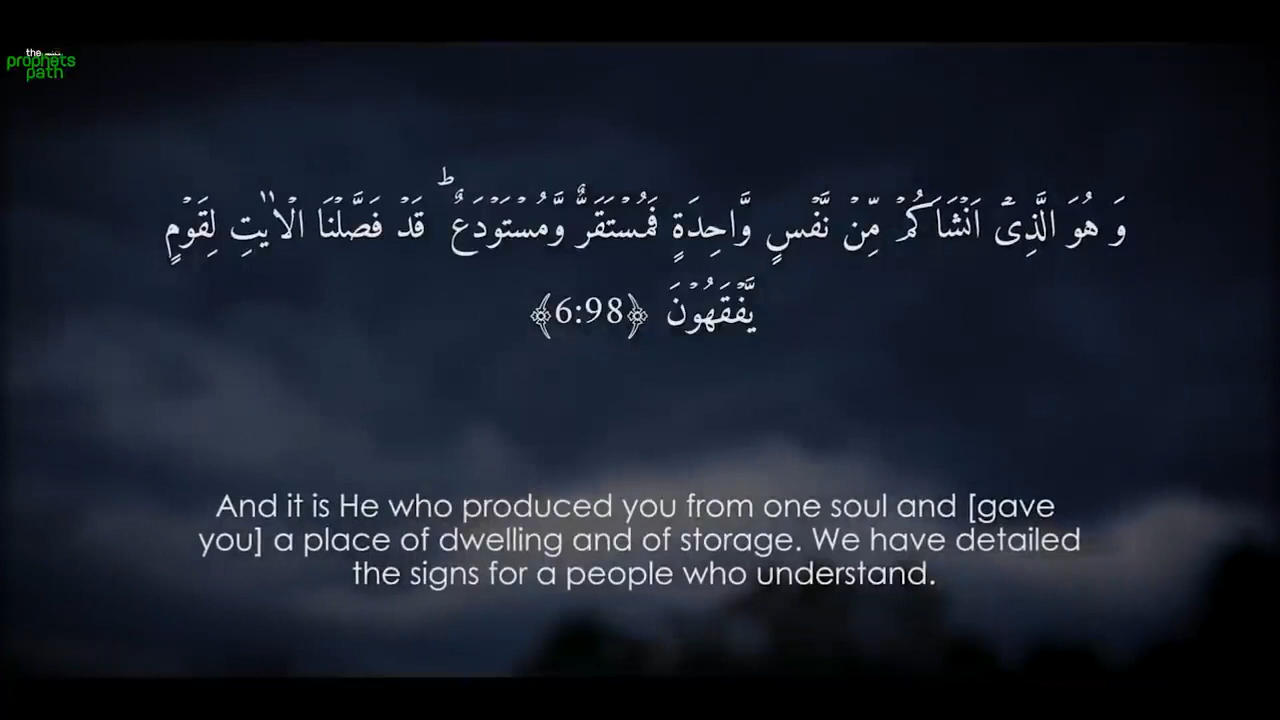 the
prophets
path
وَ هُوَ الَّذِیْۤ اَنْشَاَكُمْ مِّنْ نَّفْسٍ وَّاحِدَةٍ فَمُسْتَقَرٌّ وَّمُسْتَوْدَعٌ ؕ قَدْ فَصَّلْنَا الْاٰیٰتِ لِقَوْمٍ
یَّفْقَهُوْنَ ﴿6:98﴾
And it is He who produced you from one soul and [gave
you] a place of dwelling and of storage. We have detailed
the signs for a people who understand.